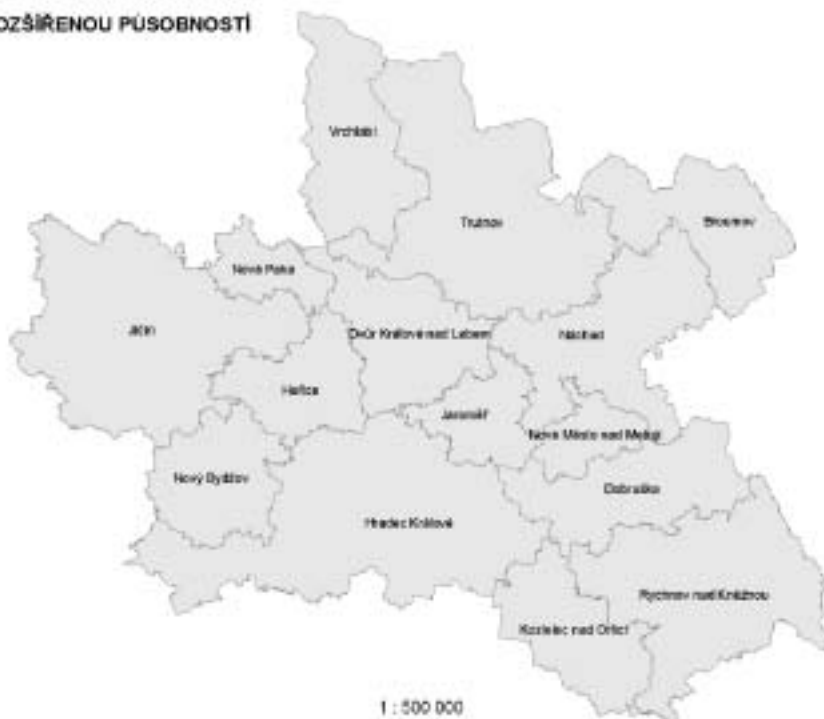 OZŠÍŘENOU PŮSOBNOSTÍ
Vrchlabí
Trutnov
Broumov
Nová Paka
Jičín
Dvůr Králové nad Labem
Náchod
Hořice
Jaroměř
Nové Město nad Metují
Nový Bydžov
Dobruška
Hradec Králové
Rychnov nad Kněžnou
Kostelec nad Orlicí
1 : 500 000